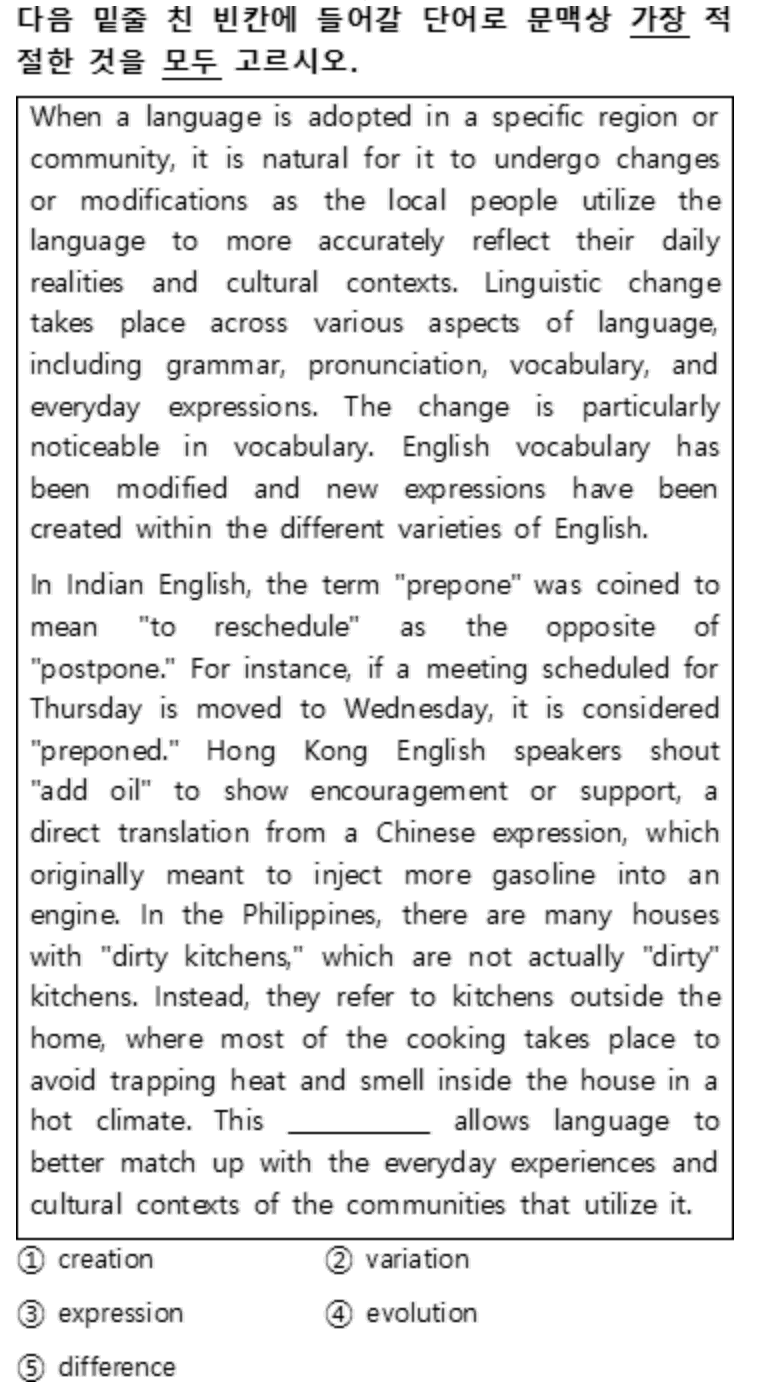 다음 밑줄 친 빈칸에 들어갈 단어로 문맥상 가장 적
절한 것을 모두 고르시오.
When a language is adopted in a specific region or
community, it is natural for it to undergo changes
or modifications as the local people utilize the
language to more accurately reflect their daily
realities and cultural contexts. Linguistic change
takes place across various aspects of language,
including grammar, pronunciation, vocabulary, and
everyday expressions. The change is particularly
noticeable in vocabulary. English vocabulary has
been modified and new expressions have been
created within the different varieties of English.
In Indian English, the term "prepone" was coined to
mean "to reschedule" as the opposite of
"postpone." For instance, if a meeting scheduled for
Thursday is moved to Wednesday, it is considered
"preponed." Hong Kong English speakers shout
"add oil" to show encouragement or support, a
direct translation from a Chinese expression, which
originally meant to inject more gasoline into an
engine. In the Philippines, there are many houses
with "dirty kitchens," which are not actually "dirty"
kitchens. Instead, they refer to kitchens outside the
home, where most of the cooking takes place to
avoid trapping heat and smell inside the house in a
hot climate. This __________ allows language to
better match up with the everyday experiences and
cultural contexts of the communities that utilize it.
① creation ② variation
③ expression ④ evolution
⑤ difference